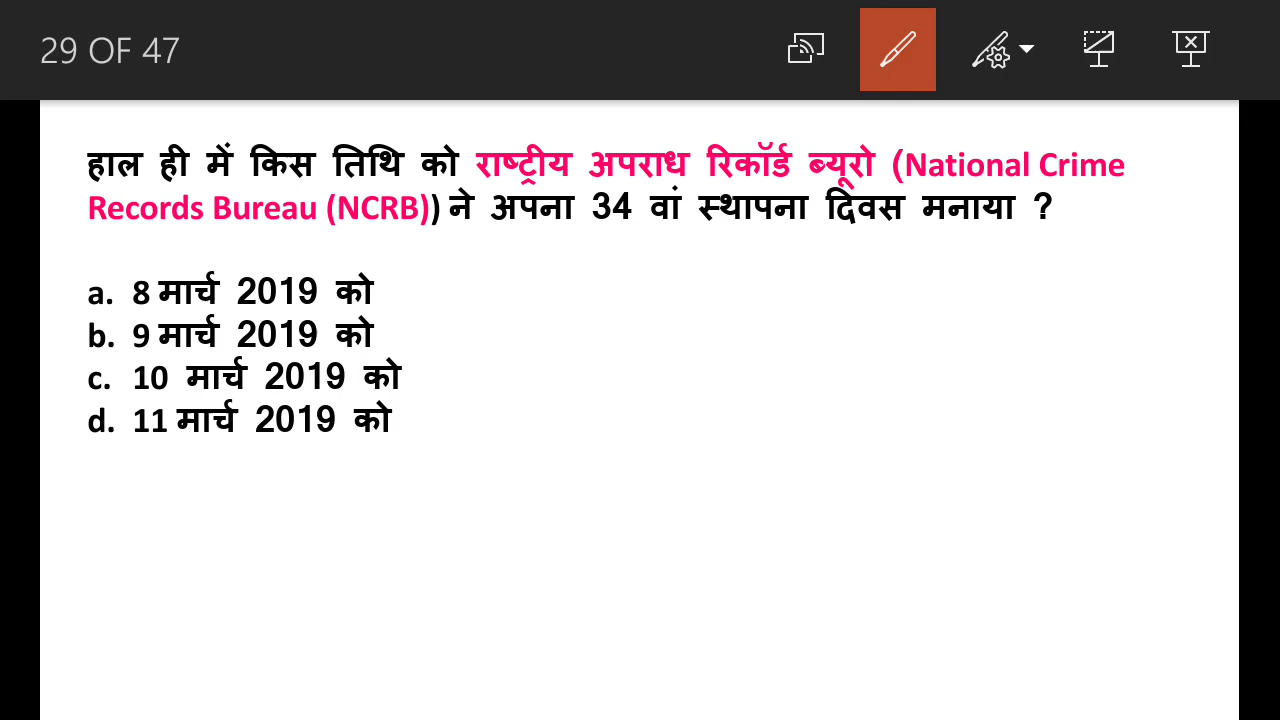 29 OF 47
हाल ही में किस तिथि को राष्ट्रीय अपराध रिकॉर्ड ब्यूरो (National Crime
Records Bureau (NCRB)) ने अपना 34 वां स्थापना दिवस मनाया ?
a. 8 मार्च 2019 को
b. 9 मार्च 2019 को
c. 10 मार्च 2019 को
d. 11 मार्च 2019 को